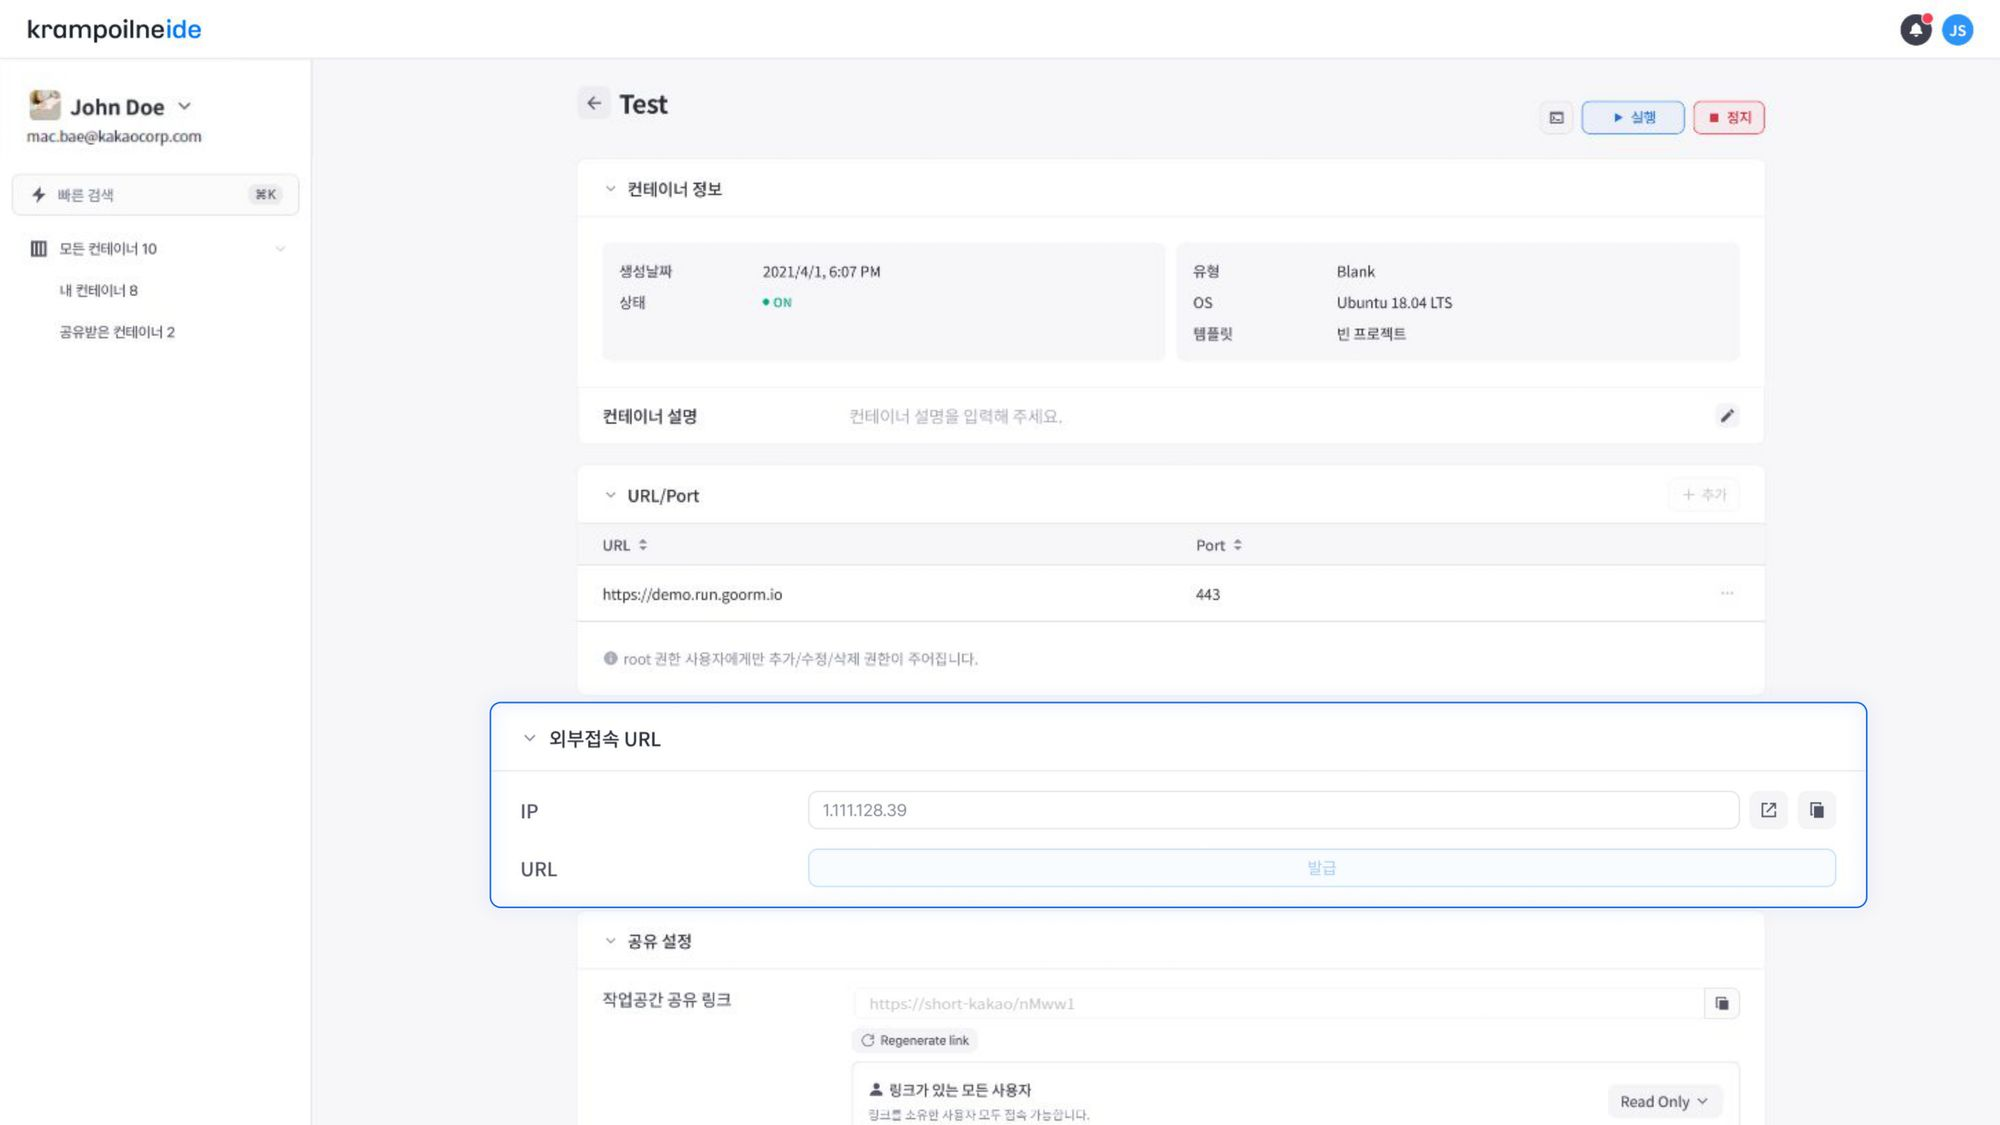 krampoilneide
JS
John Doe
mac.bae@kakaocorp.com
빠른 검색
⌘K
모든 컨테이너 10
내 컨테이너 8
공유받은 컨테이너 2
Test
실행
정지
컨테이너 정보
생성날짜 2021/4/1, 6:07 PM
상태 ON
유형 Blank
OS Ubuntu 18.04 LTS
템플릿 빈 프로젝트
컨테이너 설명 컨테이너 설명을 입력해 주세요.
URL/Port
+ 추가
URL Port
https://demo.run.goorm.io 443
root 권한 사용자에게만 추가/수정/삭제 권한이 주어집니다.
외부접속 URL
IP 1.111.128.39
URL 발급
공유 설정
작업공간 공유 링크 https://short-kakao/nMww1
Regenerate link
링크가 있는 모든 사용자
링크를 소유한 사용자 모두 접속 가능합니다.
Read Only